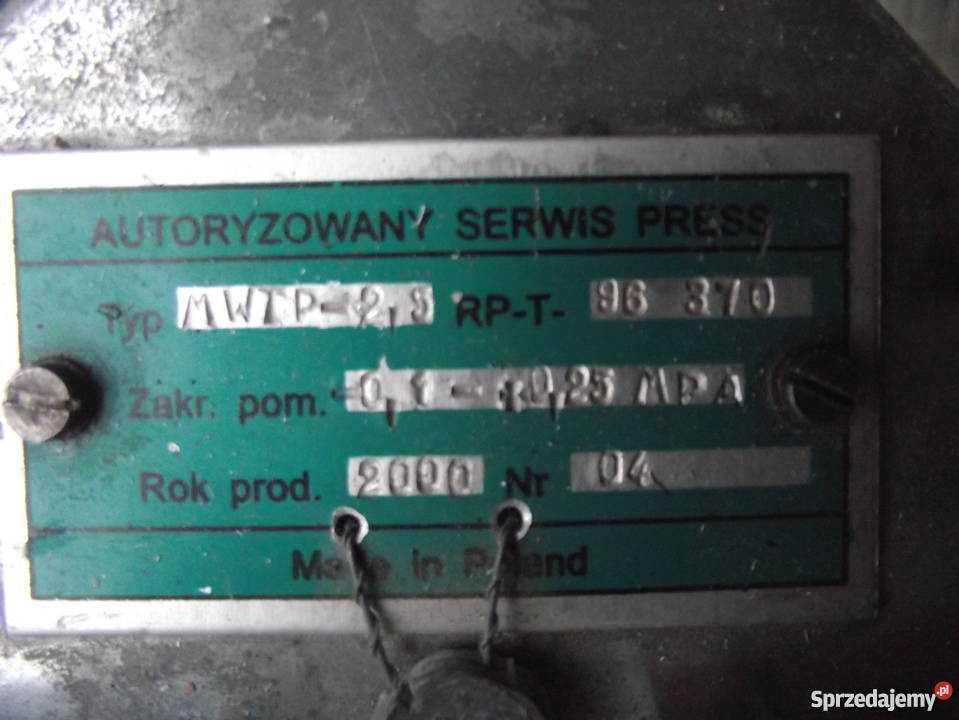 AUTORYZOWANY SERWIS PRESS
Typ MWTP-2,5 RP-T- 96 370
Zakr. pom. -0,1 - +0,25 MPA
Rok prod. 2000 Nr 04
Made in Poland
Sprzedajemy.pl